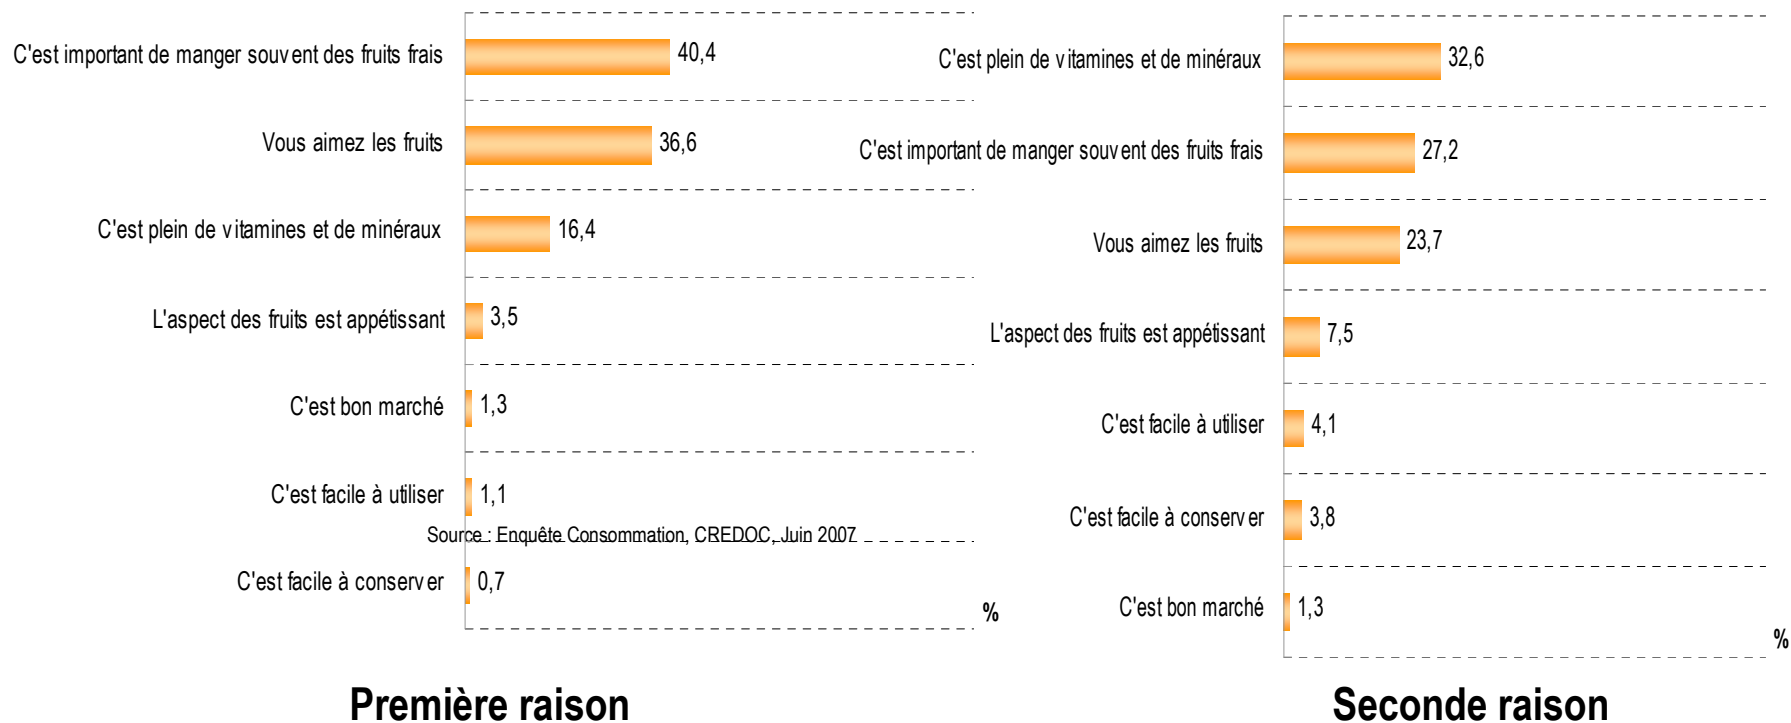 C'est important de manger souvent des fruits frais 40,4
Vous aimez les fruits 36,6
C'est plein de vitamines et de minéraux 16,4
L'aspect des fruits est appétissant 3,5
C'est bon marché 1,3
C'est facile à utiliser 1,1
Source : Enquête Consommation, CREDOC, Juin 2007
C'est facile à conserver 0,7
%
Première raison
C'est plein de vitamines et de minéraux 32,6
C'est important de manger souvent des fruits frais 27,2
Vous aimez les fruits 23,7
L'aspect des fruits est appétissant 7,5
C'est facile à utiliser 4,1
C'est facile à conserver 3,8
C'est bon marché 1,3
%
Seconde raison